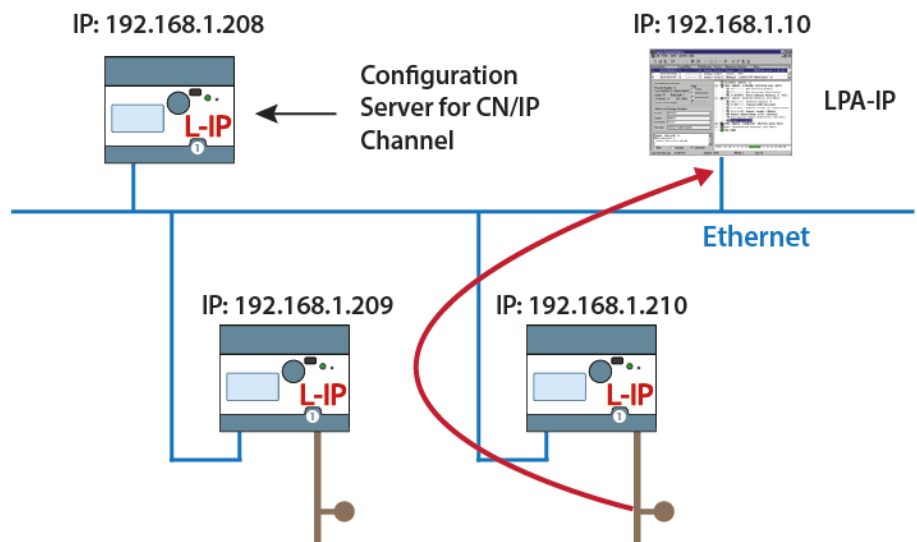 IP: 192.168.1.208
IP: 192.168.1.10
Configuration
Server for CN/IP
Channel
L-IP
1
LPA-IP
Ethernet
IP: 192.168.1.209
IP: 192.168.1.210
L-IP
1
L-IP
1